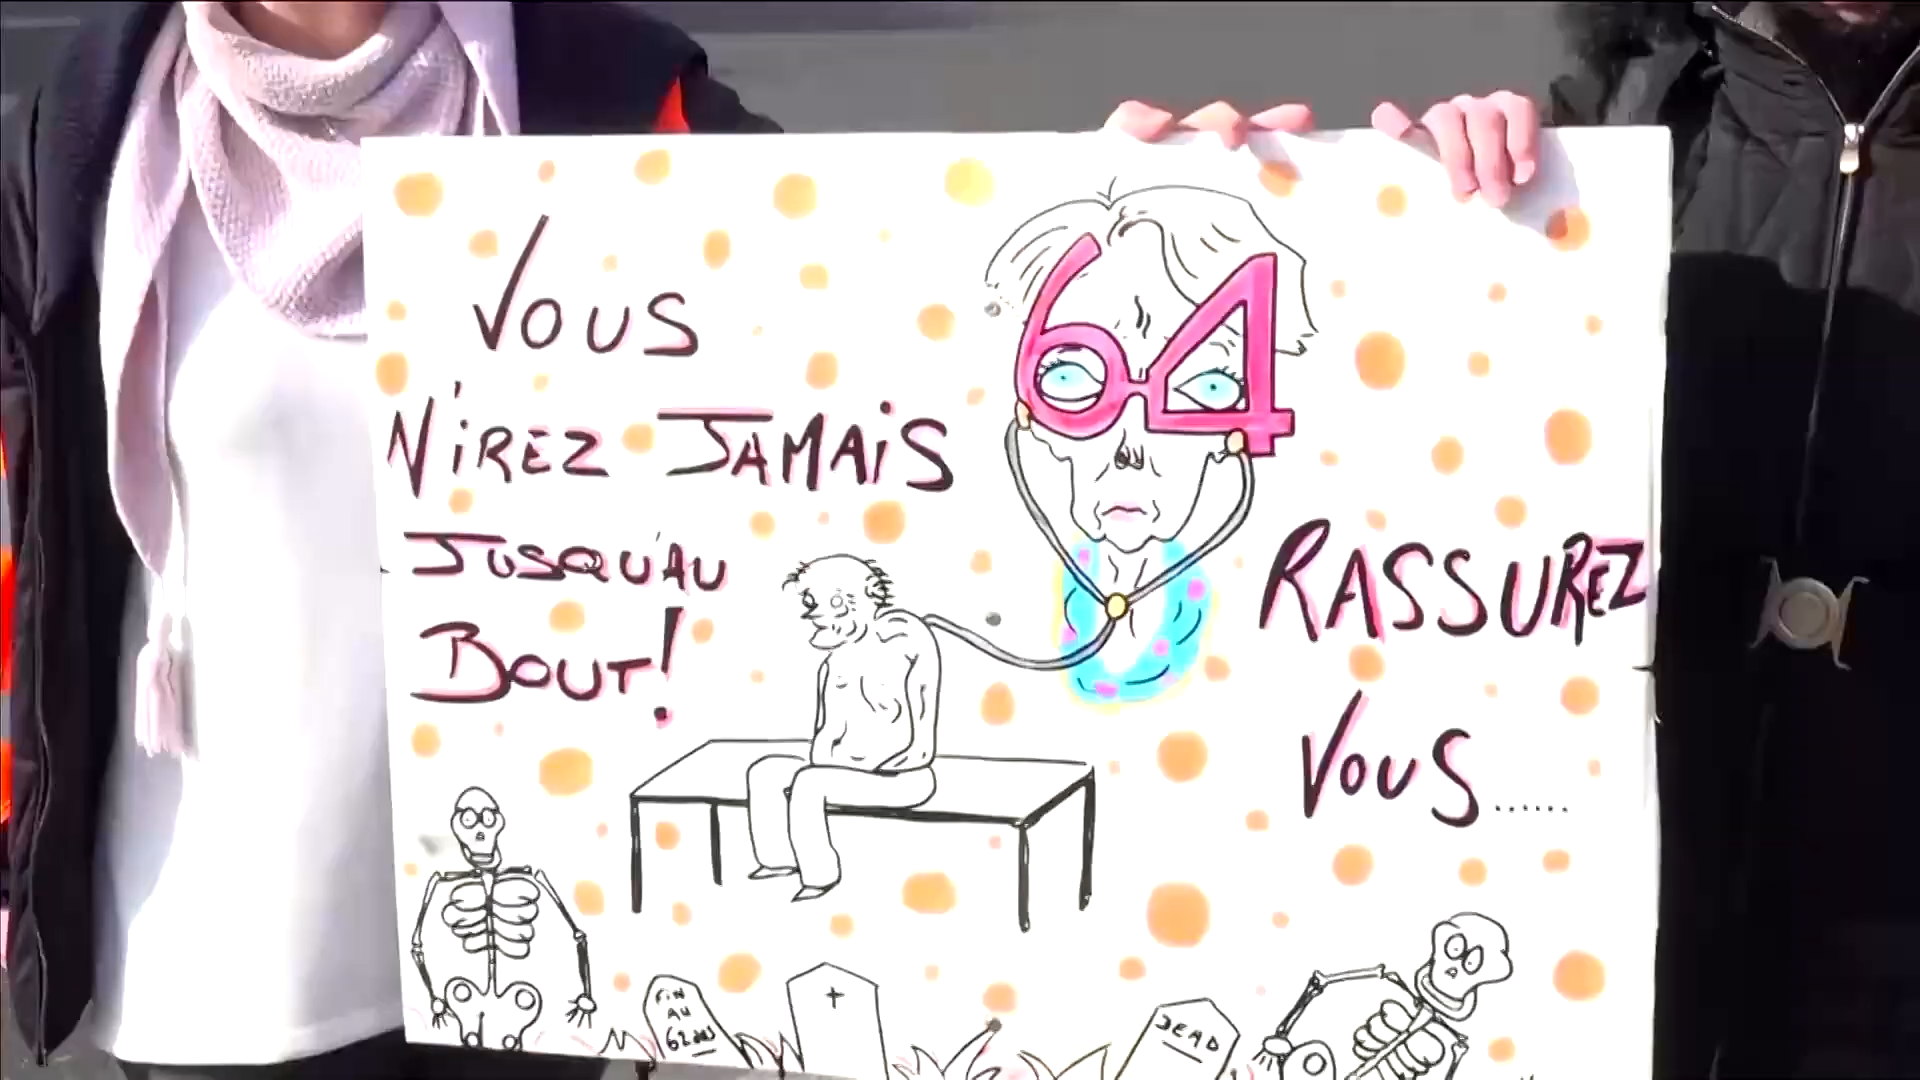 VOUS
N'IREZ JAMAIS
JUSQU'AU
BOUT!
64
RASSUREZ
VOUS......
FIN
AU
62 ans
DEAD